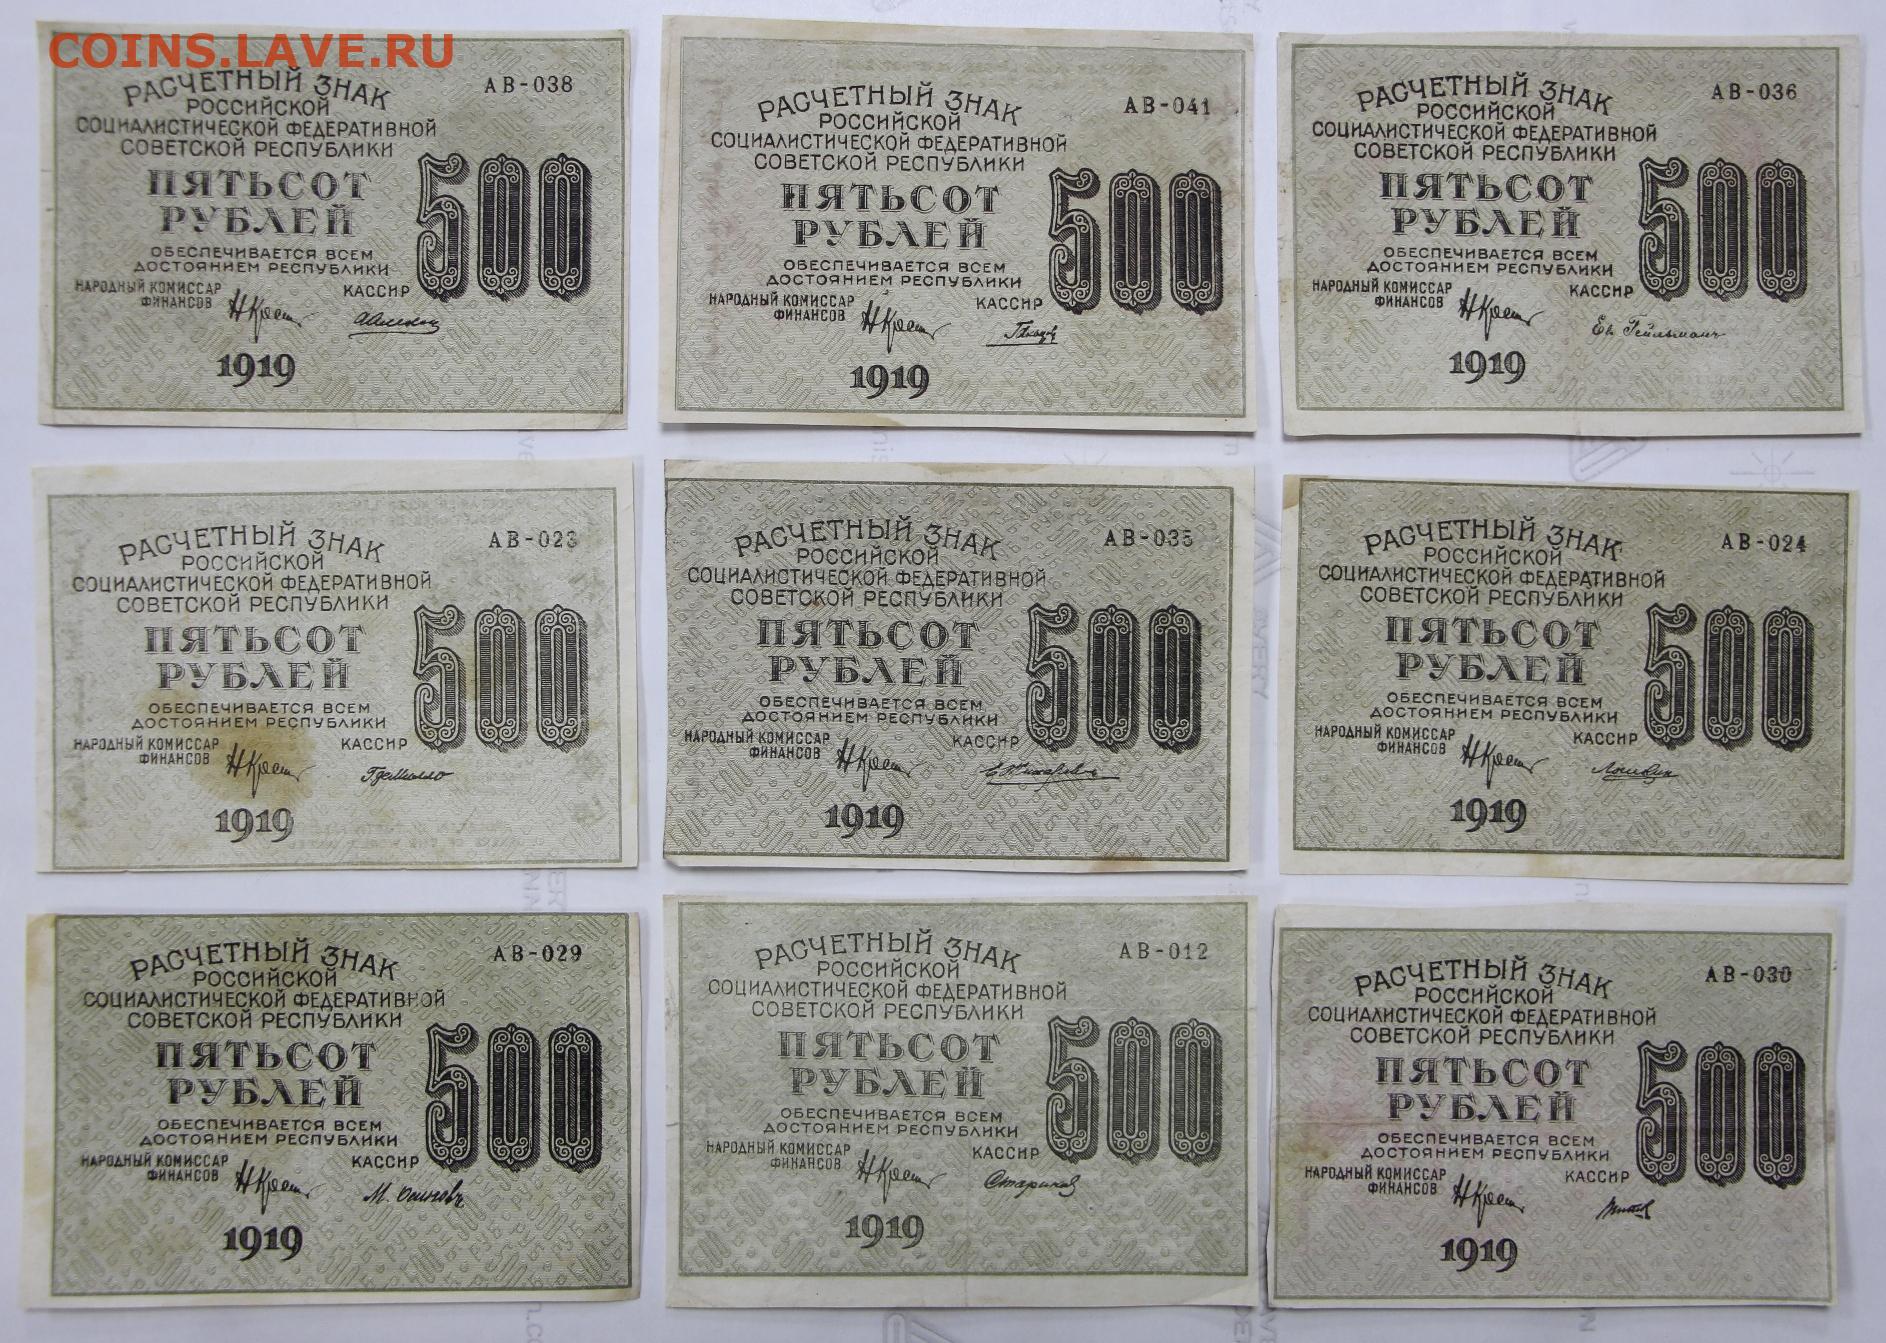 COINS.LAVE.RU
РАСЧЕТНЫЙ ЗНАК
АВ-038
РОССИЙСКОЙ
СОЦИАЛИСТИЧЕСКОЙ ФЕДЕРАТИВНОЙ
СОВЕТСКОЙ РЕСПУБЛИКИ
ПЯТЬСОТ
РУБЛЕЙ
500
ОБЕСПЕЧИВАЕТСЯ ВСЕМ
ДОСТОЯНИЕМ РЕСПУБЛИКИ
НАРОДНЫЙ КОМИССАР
ФИНАНСОВ
КАССИР
1919
РАСЧЕТНЫЙ ЗНАК
АВ-041
РОССИЙСКОЙ
СОЦИАЛИСТИЧЕСКОЙ ФЕДЕРАТИВНОЙ
СОВЕТСКОЙ РЕСПУБЛИКИ
ПЯТЬСОТ
РУБЛЕЙ
500
ОБЕСПЕЧИВАЕТСЯ ВСЕМ
ДОСТОЯНИЕМ РЕСПУБЛИКИ
НАРОДНЫЙ КОМИССАР
ФИНАНСОВ
КАССИР
1919
РАСЧЕТНЫЙ ЗНАК
АВ-036
РОССИЙСКОЙ
СОЦИАЛИСТИЧЕСКОЙ ФЕДЕРАТИВНОЙ
СОВЕТСКОЙ РЕСПУБЛИКИ
ПЯТЬСОТ
РУБЛЕЙ
500
ОБЕСПЕЧИВАЕТСЯ ВСЕМ
ДОСТОЯНИЕМ РЕСПУБЛИКИ
НАРОДНЫЙ КОМИССАР
ФИНАНСОВ
КАССИР
Ев. Гейльманъ
1919
РАСЧЕТНЫЙ ЗНАК
АВ-023
РОССИЙСКОЙ
СОЦИАЛИСТИЧЕСКОЙ ФЕДЕРАТИВНОЙ
СОВЕТСКОЙ РЕСПУБЛИКИ
ПЯТЬСОТ
РУБЛЕЙ
500
ОБЕСПЕЧИВАЕТСЯ ВСЕМ
ДОСТОЯНИЕМ РЕСПУБЛИКИ
НАРОДНЫЙ КОМИССАР
ФИНАНСОВ
КАССИР
ГдеМилло
1919
РАСЧЕТНЫЙ ЗНАК
АВ-035
РОССИЙСКОЙ
СОЦИАЛИСТИЧЕСКОЙ ФЕДЕРАТИВНОЙ
СОВЕТСКОЙ РЕСПУБЛИКИ
ПЯТЬСОТ
РУБЛЕЙ
500
ОБЕСПЕЧИВАЕТСЯ ВСЕМ
ДОСТОЯНИЕМ РЕСПУБЛИКИ
НАРОДНЫЙ КОМИССАР
ФИНАНСОВ
КАССИР
1919
РАСЧЕТНЫЙ ЗНАК
АВ-024
РОССИЙСКОЙ
СОЦИАЛИСТИЧЕСКОЙ ФЕДЕРАТИВНОЙ
СОВЕТСКОЙ РЕСПУБЛИКИ
ПЯТЬСОТ
РУБЛЕЙ
500
ОБЕСПЕЧИВАЕТСЯ ВСЕМ
ДОСТОЯНИЕМ РЕСПУБЛИКИ
НАРОДНЫЙ КОМИССАР
ФИНАНСОВ
КАССИР
1919
РАСЧЕТНЫЙ ЗНАК
АВ-029
РОССИЙСКОЙ
СОЦИАЛИСТИЧЕСКОЙ ФЕДЕРАТИВНОЙ
СОВЕТСКОЙ РЕСПУБЛИКИ
ПЯТЬСОТ
РУБЛЕЙ
500
ОБЕСПЕЧИВАЕТСЯ ВСЕМ
ДОСТОЯНИЕМ РЕСПУБЛИКИ
НАРОДНЫЙ КОМИССАР
ФИНАНСОВ
КАССИР
М. Осиповъ
1919
РАСЧЕТНЫЙ ЗНАК
АВ-012
РОССИЙСКОЙ
СОЦИАЛИСТИЧЕСКОЙ ФЕДЕРАТИВНОЙ
СОВЕТСКОЙ РЕСПУБЛИКИ
ПЯТЬСОТ
РУБЛЕЙ
500
ОБЕСПЕЧИВАЕТСЯ ВСЕМ
ДОСТОЯНИЕМ РЕСПУБЛИКИ
НАРОДНЫЙ КОМИССАР
ФИНАНСОВ
КАССИР
Стариков
1919
РАСЧЕТНЫЙ ЗНАК
АВ-030
РОССИЙСКОЙ
СОЦИАЛИСТИЧЕСКОЙ ФЕДЕРАТИВНОЙ
СОВЕТСКОЙ РЕСПУБЛИКИ
ПЯТЬСОТ
РУБЛЕЙ
500
ОБЕСПЕЧИВАЕТСЯ ВСЕМ
ДОСТОЯНИЕМ РЕСПУБЛИКИ
НАРОДНЫЙ КОМИССАР
ФИНАНСОВ
КАССИР
1919